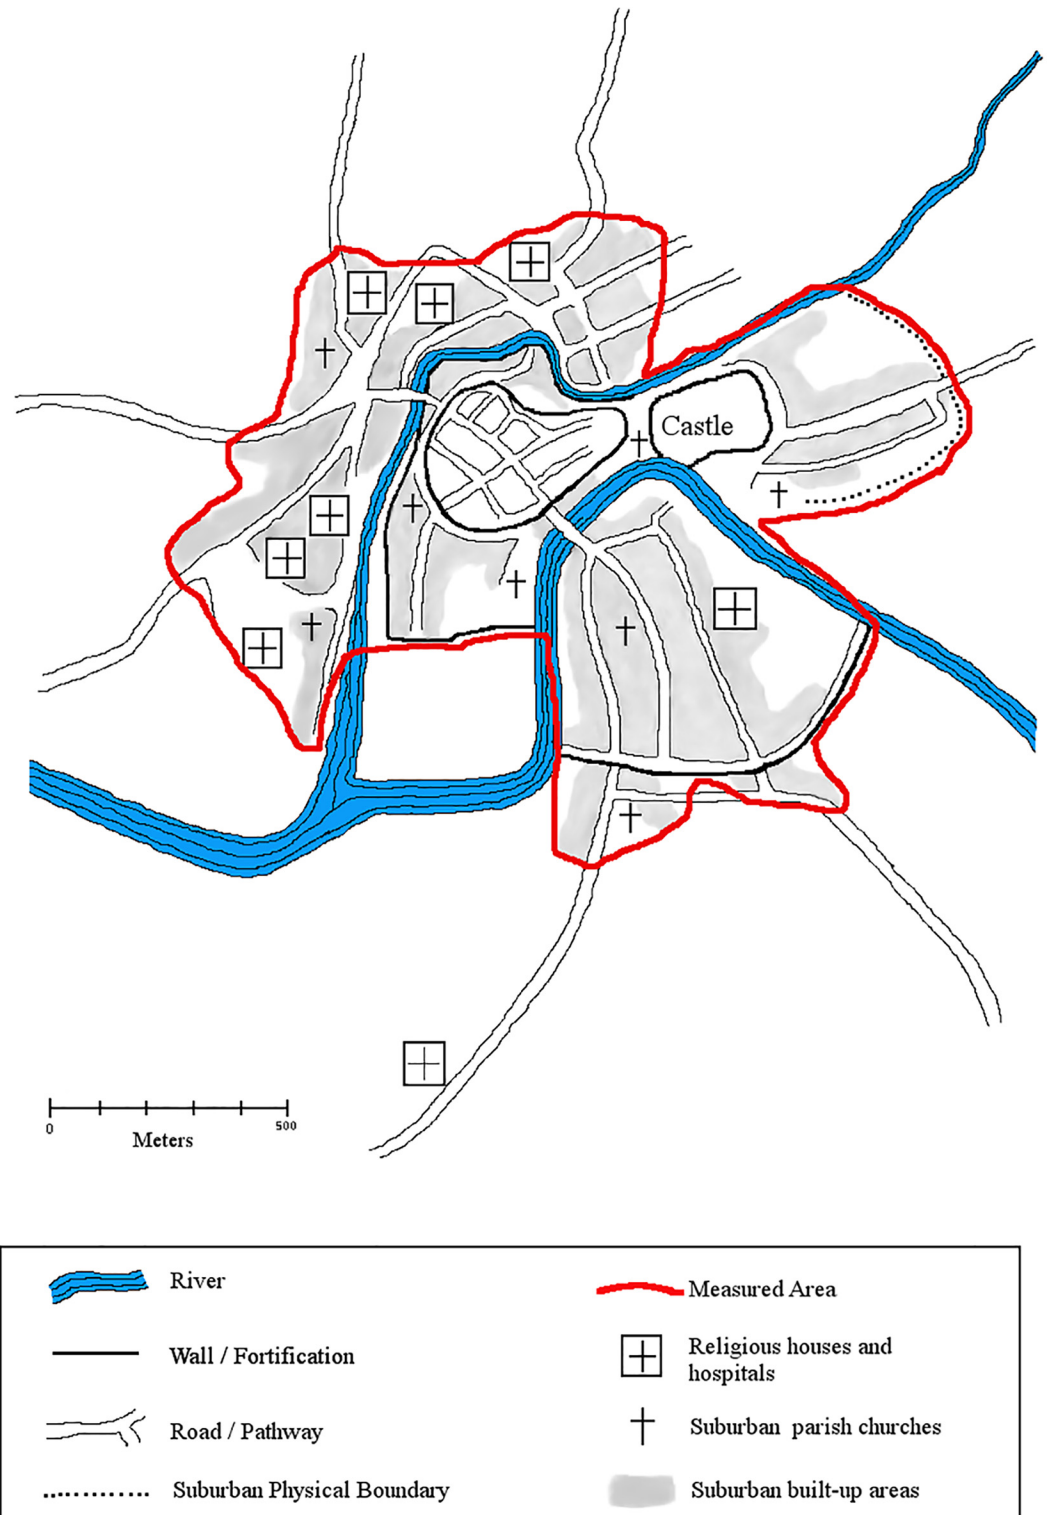 Castle
0
500
Meters
River
Measured Area
Wall / Fortification
Religious houses and
hospitals
Road / Pathway
Suburban parish churches
Suburban Physical Boundary
Suburban built-up areas